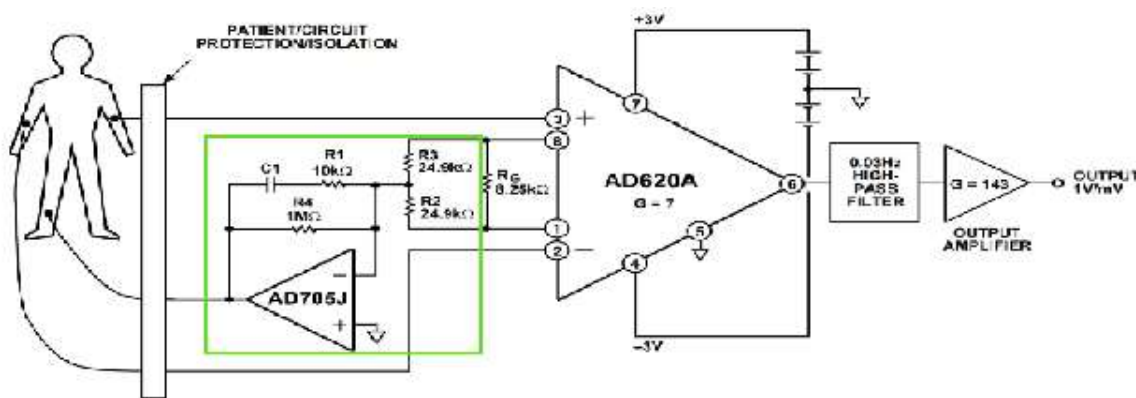 PATIENT/CIRCUIT
PROTECTION/ISOLATION
+3V
C1
R1
10kΩ
R4
1MΩ
R3
24.9kΩ
R2
24.9kΩ
RG
8.25kΩ
AD705J
−
+
3
+
8
1
2
−
AD620A
G = 7
7
6
5
4
−3V
0.03Hz
HIGH-
PASS
FILTER
G = 143
OUTPUT
AMPLIFIER
OUTPUT
1V/mV